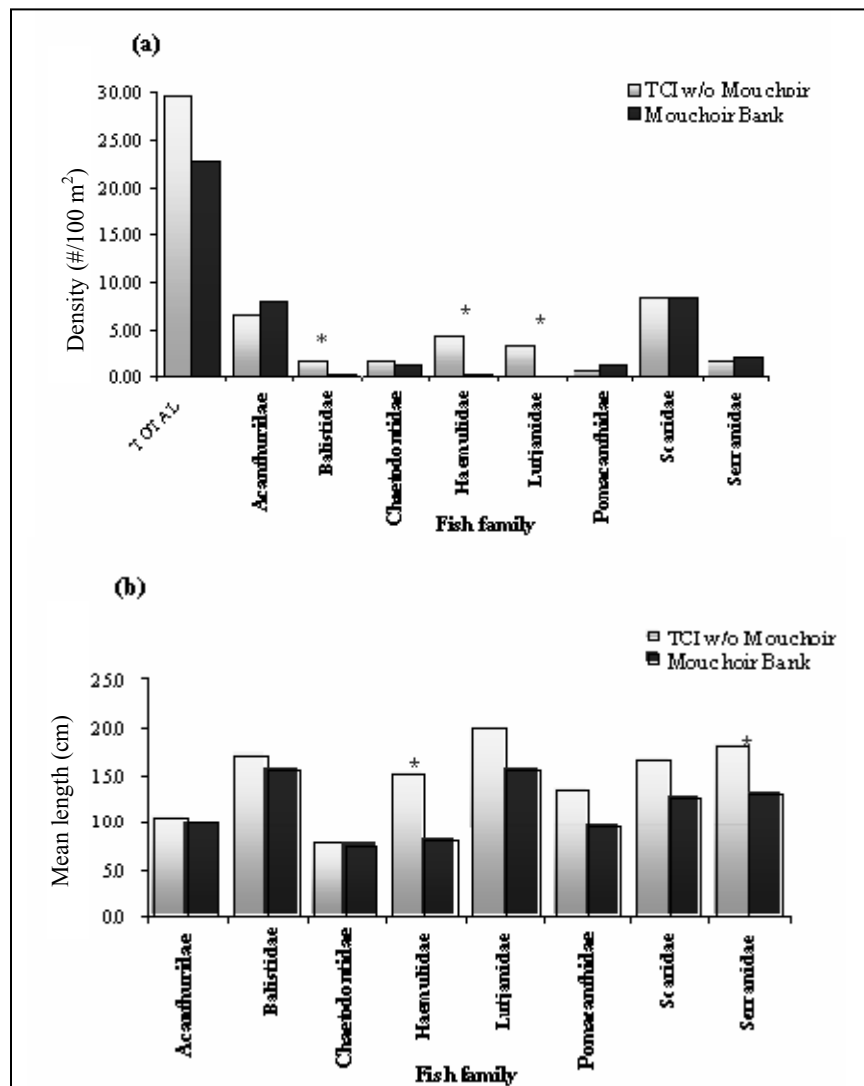 (a)
TCI w/o Mouchoir
Mouchoir Bank
Density (#/100 m²)
30.00
25.00
20.00
15.00
10.00
5.00
0.00
*
*
*
TOTAL
Acanthuridae
Balistidae
Chaetodontidae
Haemulidae
Lutjanidae
Pomacanthidae
Scaridae
Serranidae
Fish family
(b)
TCI w/o Mouchoir
Mouchoir Bank
Mean length (cm)
25.0
20.0
15.0
10.0
5.0
0.0
*
*
Acanthuridae
Balistidae
Chaetodontidae
Haemulidae
Lutjanidae
Pomacanthidae
Scaridae
Serranidae
Fish family